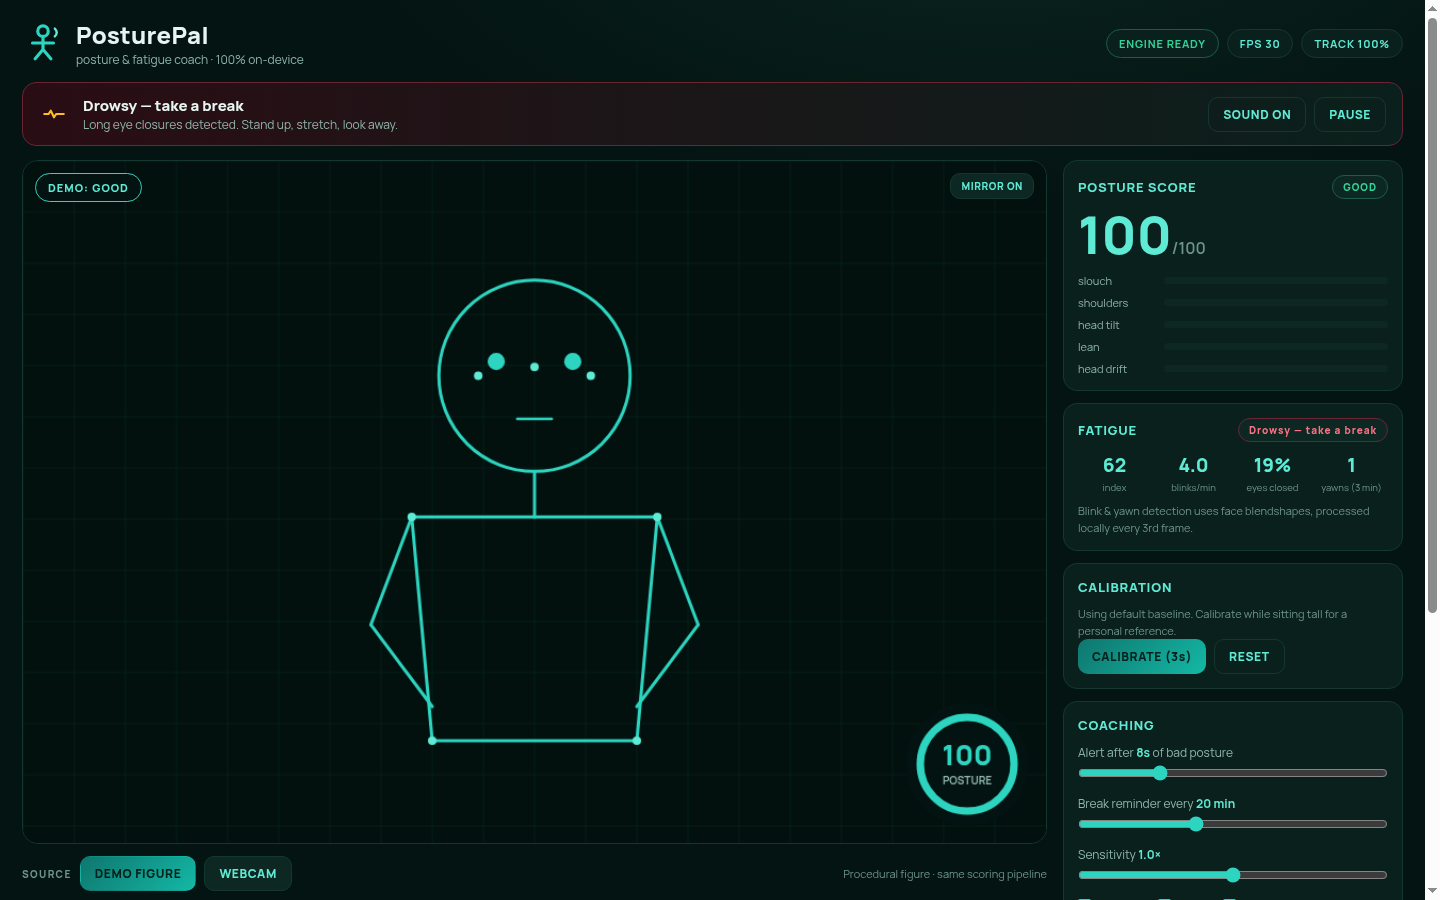 PosturePal
posture & fatigue coach · 100% on-device
ENGINE READY
FPS 30
TRACK 100%
Drowsy — take a break
Long eye closures detected. Stand up, stretch, look away.
SOUND ON
PAUSE
DEMO: GOOD
MIRROR ON
100
POSTURE
SOURCE
DEMO FIGURE
WEBCAM
Procedural figure · same scoring pipeline
POSTURE SCORE
GOOD
100/100
slouch
shoulders
head tilt
lean
head drift
FATIGUE
Drowsy — take a break
62
index
4.0
blinks/min
19%
eyes closed
1
yawns (3 min)
Blink & yawn detection uses face blendshapes, processed
locally every 3rd frame.
CALIBRATION
Using default baseline. Calibrate while sitting tall for a
personal reference.
CALIBRATE (3s)
RESET
COACHING
Alert after 8s of bad posture
Break reminder every 20 min
Sensitivity 1.0×